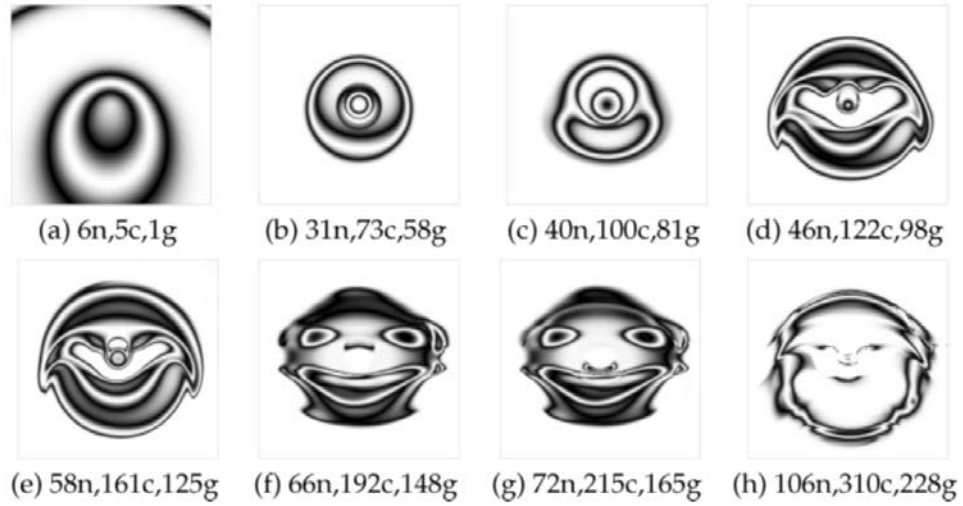 (a) 6n,5c,1g
(b) 31n,73c,58g
(c) 40n,100c,81g
(d) 46n,122c,98g
(e) 58n,161c,125g
(f) 66n,192c,148g
(g) 72n,215c,165g
(h) 106n,310c,228g